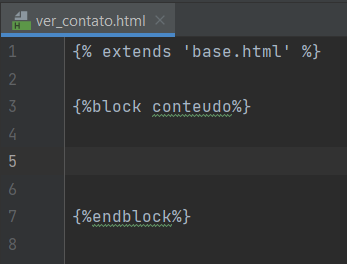 ver_contato.html
1 {% extends 'base.html' %}
2
3 {%block conteudo%}
4
5
6
7 {%endblock%}
8